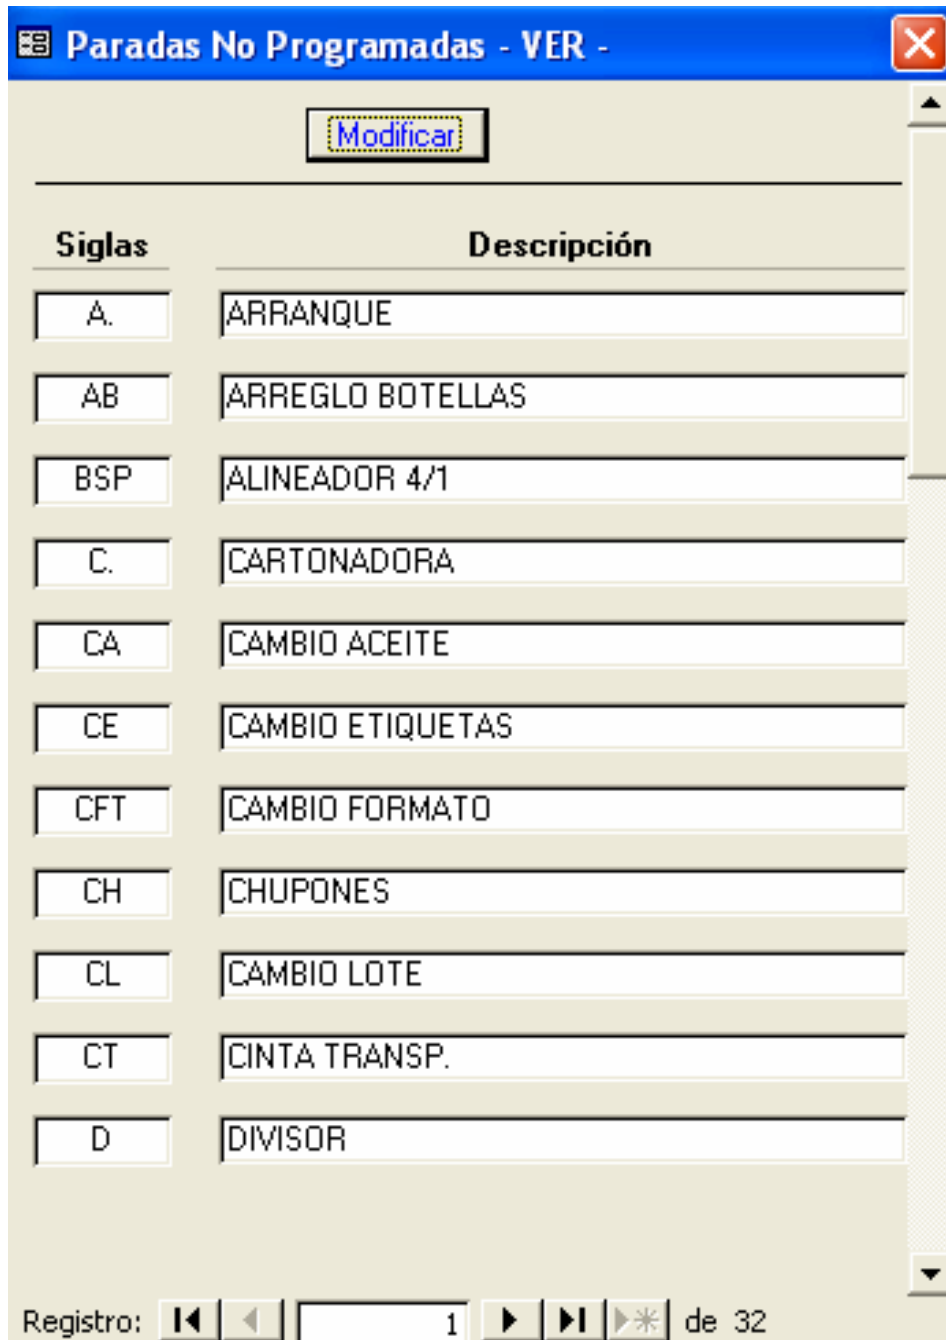 Paradas No Programadas - VER -
Modificar
Siglas Descripción
A. ARRANQUE
AB ARREGLO BOTELLAS
BSP ALINEADOR 4/1
C. CARTONADORA
CA CAMBIO ACEITE
CE CAMBIO ETIQUETAS
CFT CAMBIO FORMATO
CH CHUPONES
CL CAMBIO LOTE
CT CINTA TRANSP.
D DIVISOR
Registro: 1 de 32